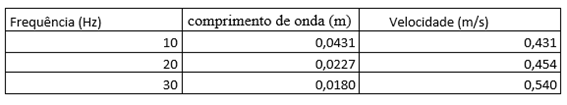 Frequência (Hz) comprimento de onda (m) Velocidade (m/s)
10 0,0431 0,431
20 0,0227 0,454
30 0,0180 0,540